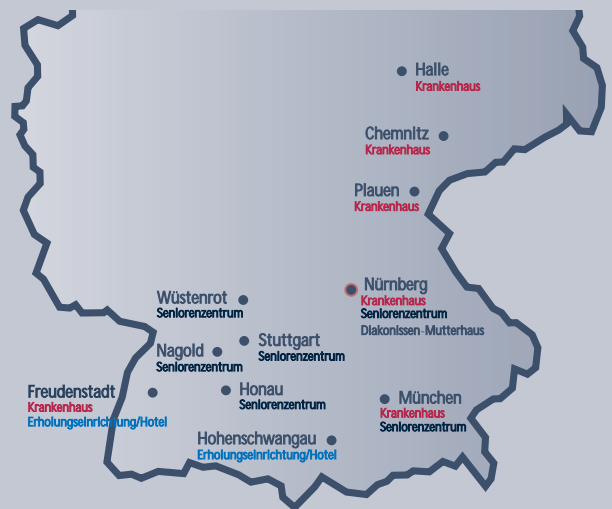 Halle
Krankenhaus
Chemnitz
Krankenhaus
Plauen
Krankenhaus
Nürnberg
Krankenhaus
Seniorenzentrum
Diakonissen-Mutterhaus
Wüstenrot
Seniorenzentrum
Stuttgart
Seniorenzentrum
Nagold
Seniorenzentrum
Freudenstadt
Krankenhaus
Erholungseinrichtung/Hotel
Honau
Seniorenzentrum
München
Krankenhaus
Seniorenzentrum
Hohenschwangau
Erholungseinrichtung/Hotel